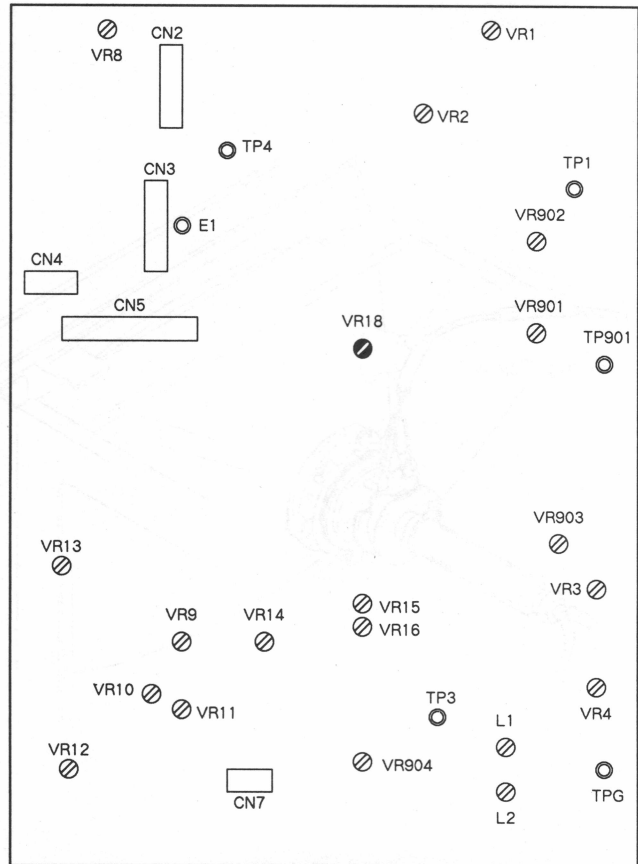 CN2
VR1
VR8
VR2
TP4
TP1
CN3
VR902
E1
CN4
CN5
VR901
VR18
TP901
VR903
VR13
VR3
VR15
VR9
VR14
VR16
VR10
VR11
TP3
VR4
L1
VR12
VR904
CN7
TPG
L2